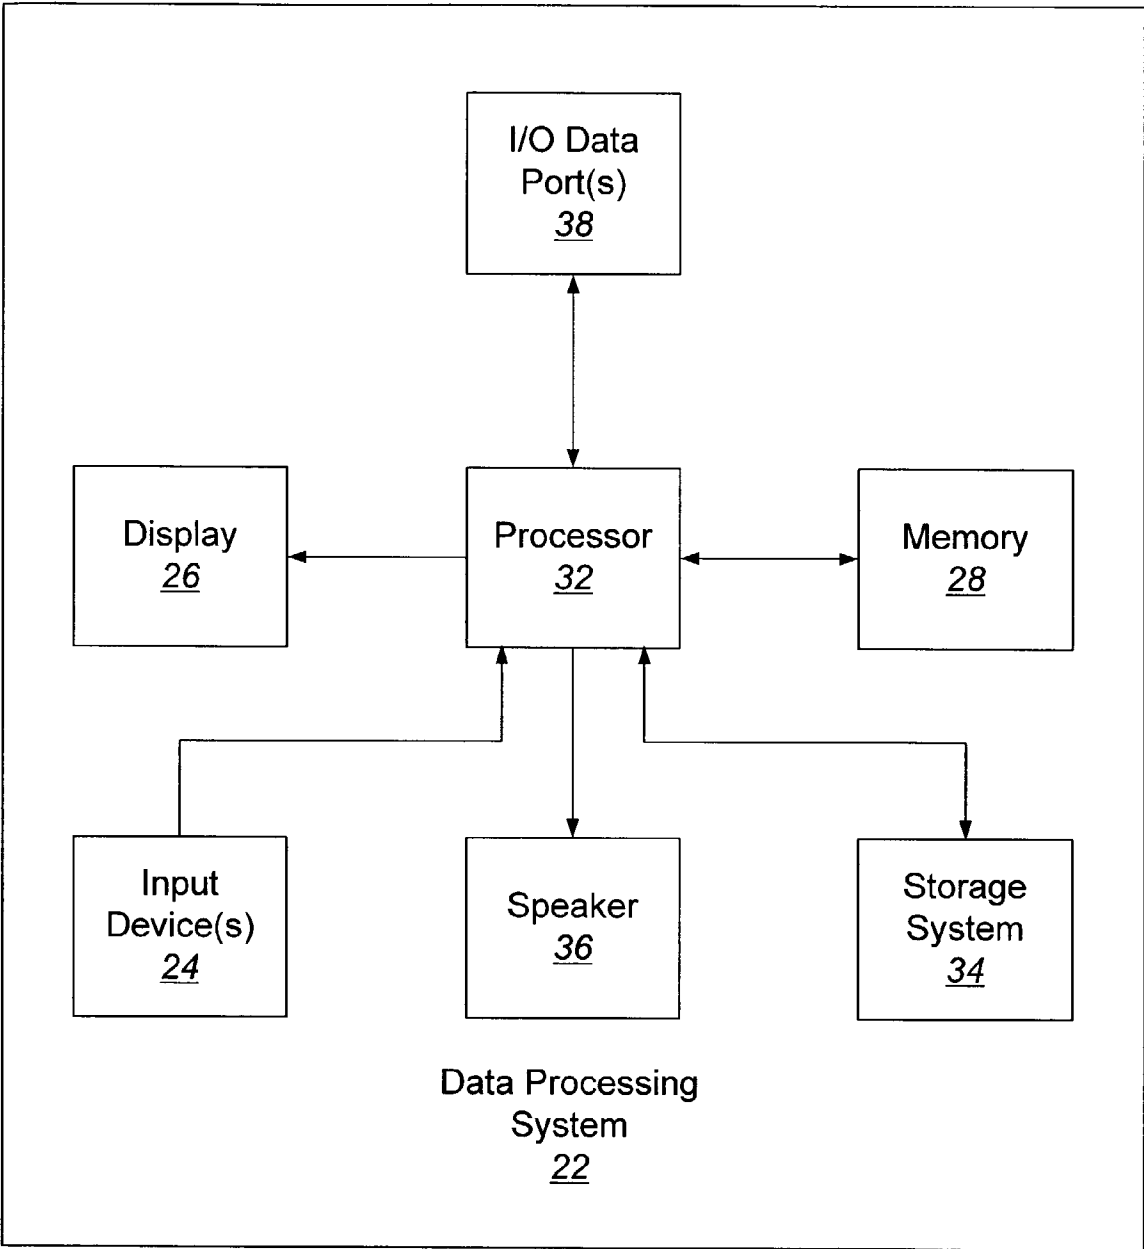 I/O Data
Port(s)
38
Display
26
Processor
32
Memory
28
Input
Device(s)
24
Speaker
36
Storage
System
34
Data Processing
System
22